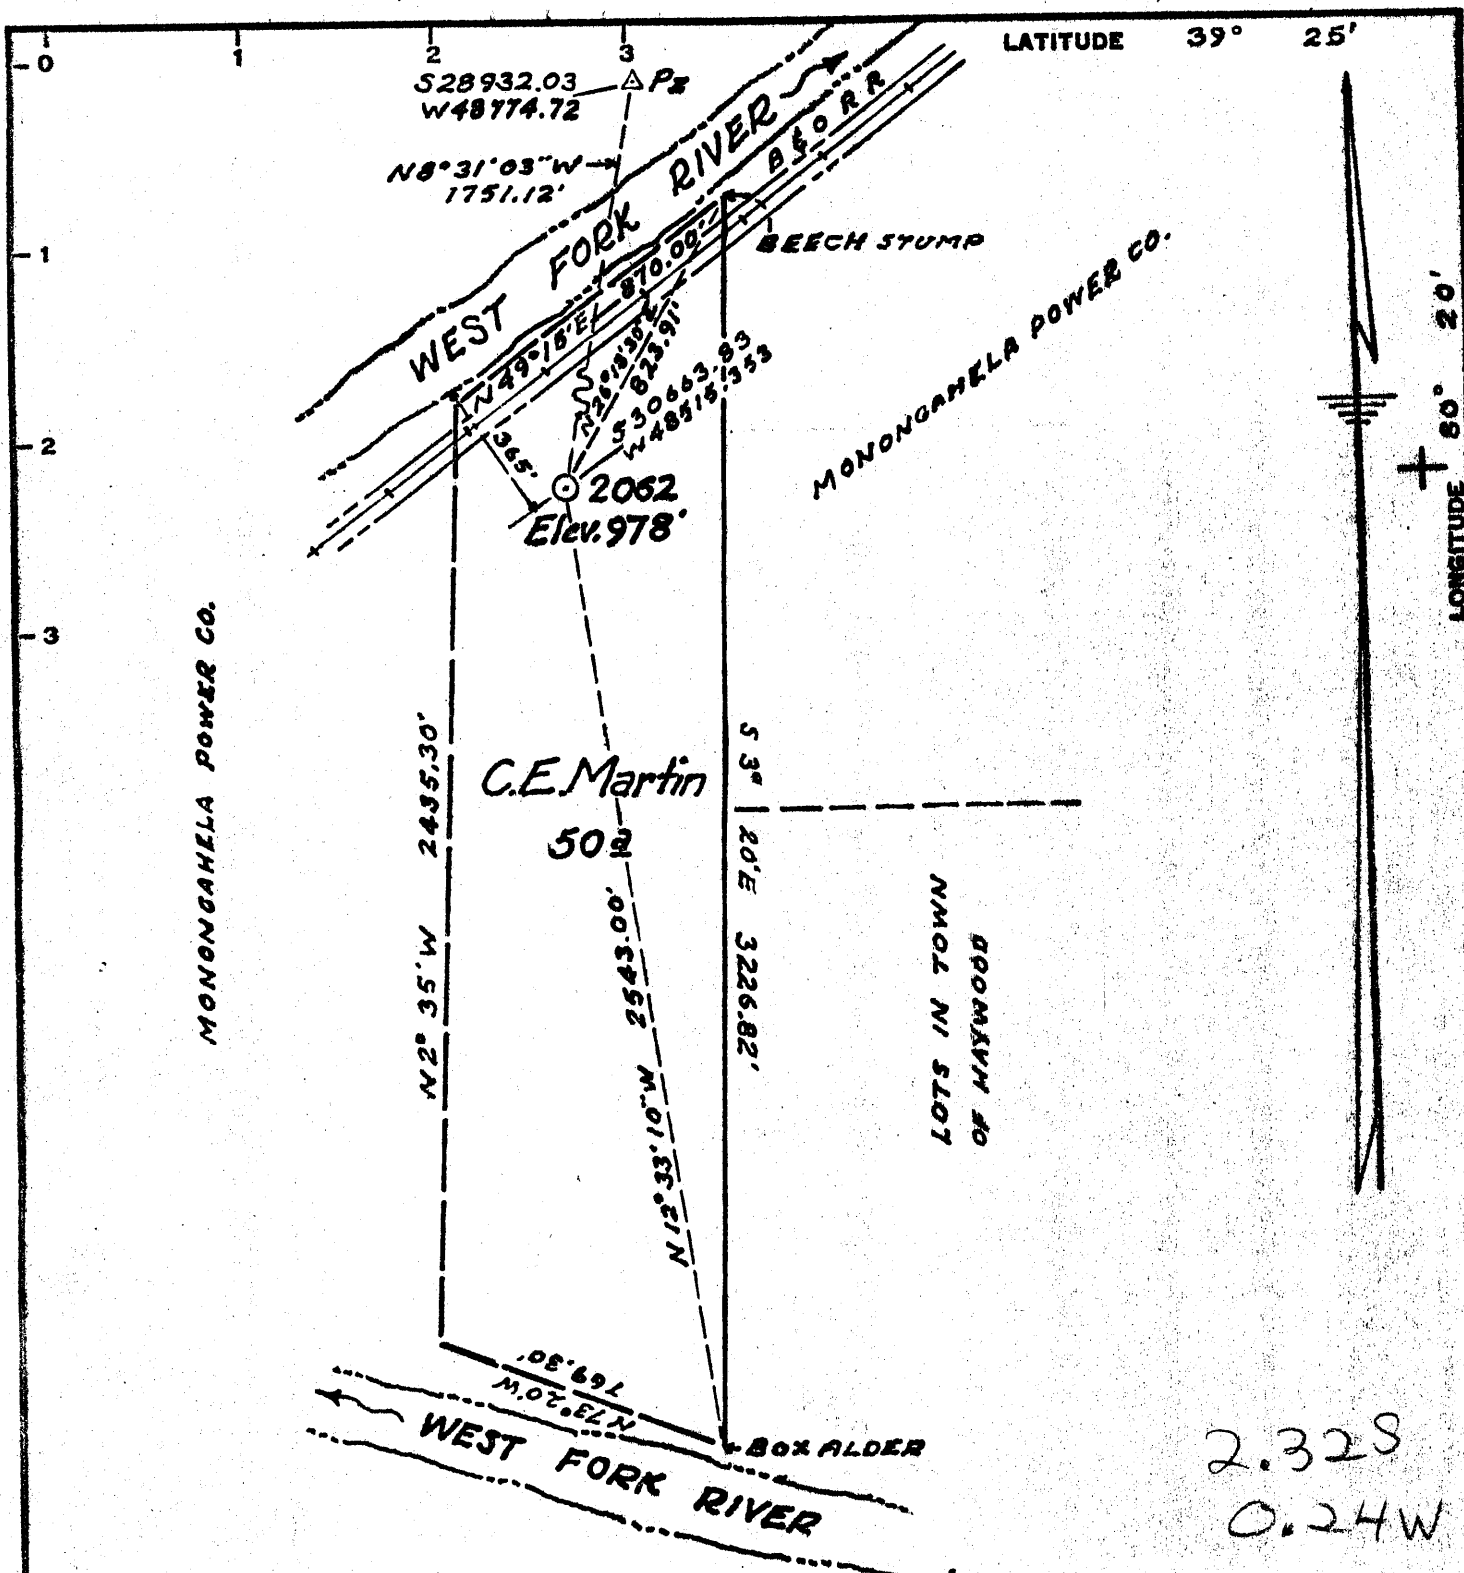 0 1 2 3
LATITUDE 39° 25'
S28932.03
W48774.72
P
N8°31'03"W
1751.12'
WEST FORK RIVER
B & O R R
1
BEECH STUMP
N49°15'E 870.00'
N26°18'30"E
823.91'
S30663.83
W48515.353
MONONGAHELA POWER CO.
LONGITUDE 80° 20'
2
365'
2062
Elev. 978'
3
MONONGAHELA POWER CO.
N2° 35'W 2435.30'
C.E. Martin
50a
S 3° 20'E 3226.82'
LOTS IN TOWN
OF HAYWOOD
N12°33'10"W 2543.00'
N73°20'W
769.30'
WEST FORK RIVER
BOX ALDER
2.32S
0.24W